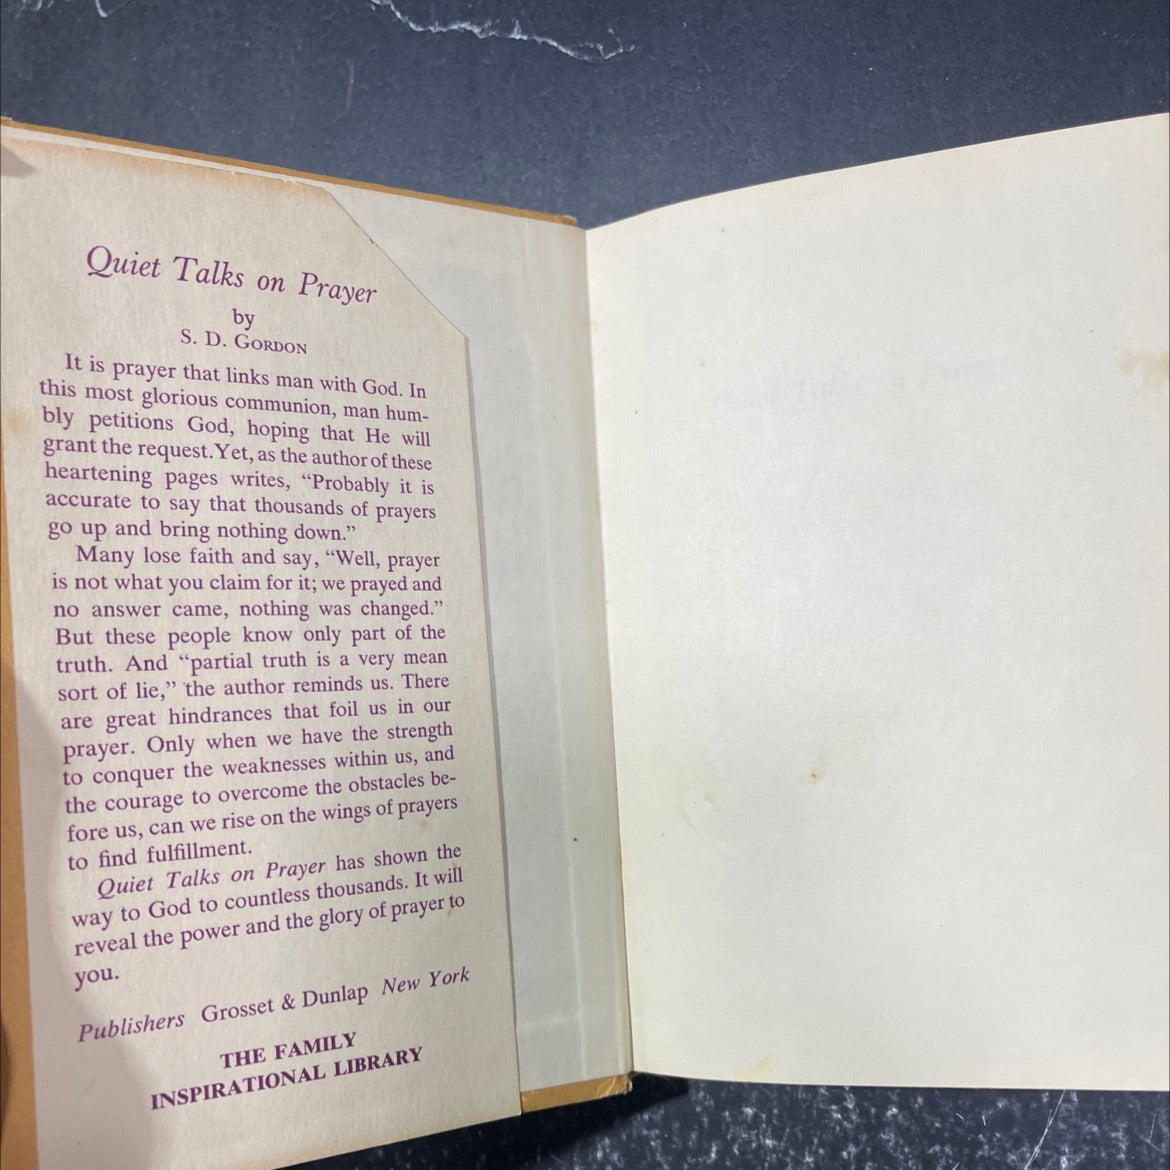 Quiet Talks on Prayer
by
S. D. GORDON
It is prayer that links man with God. In
this most glorious communion, man hum-
bly petitions God, hoping that He will
grant the request. Yet, as the author of these
heartening pages writes, “Probably it is
accurate to say that thousands of prayers
go up and bring nothing down.”
Many lose faith and say, “Well, prayer
is not what you claim for it; we prayed and
no answer came, nothing was changed.”
But these people know only part of the
truth. And “partial truth is a very mean
sort of lie,” the author reminds us. There
are great hindrances that foil us in our
prayer. Only when we have the strength
to conquer the weaknesses within us, and
the courage to overcome the obstacles be-
fore us, can we rise on the wings of prayers
to find fulfillment.
Quiet Talks on Prayer has shown the
way to God to countless thousands. It will
reveal the power and the glory of prayer to
you.
Publishers Grosset & Dunlap New York
THE FAMILY
INSPIRATIONAL LIBRARY